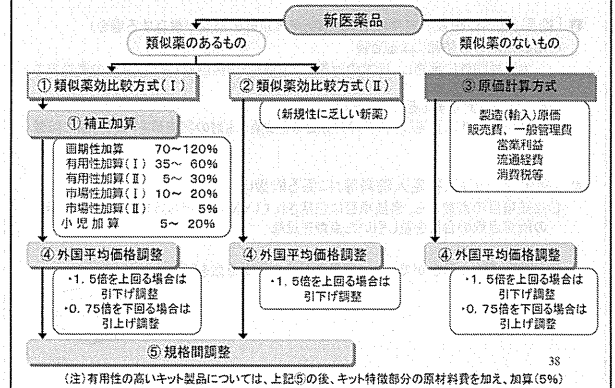 新医薬品
類似薬のあるもの
類似薬のないもの
①類似薬効比較方式(Ⅰ)
②類似薬効比較方式(Ⅱ)
(新規性に乏しい新薬)
③原価計算方式
製造(輸入)原価
販売費、一般管理費
営業利益
流通経費
消費税等
①補正加算
画期性加算 70～120%
有用性加算(Ⅰ) 35～ 60%
有用性加算(Ⅱ) 5～ 30%
市場性加算(Ⅰ) 10～ 20%
市場性加算(Ⅱ) 5%
小児加算 5～ 20%
④外国平均価格調整
・1.5倍を上回る場合は
引下げ調整
・0.75倍を下回る場合は
引上げ調整
④外国平均価格調整
・1.5倍を上回る場合は
引下げ調整
④外国平均価格調整
・1.5倍を上回る場合は
引下げ調整
・0.75倍を下回る場合は
引上げ調整
⑤規格間調整
38
(注)有用性の高いキット製品については、上記⑤の後、キット特徴部分の原材料費を加え、加算(5%)